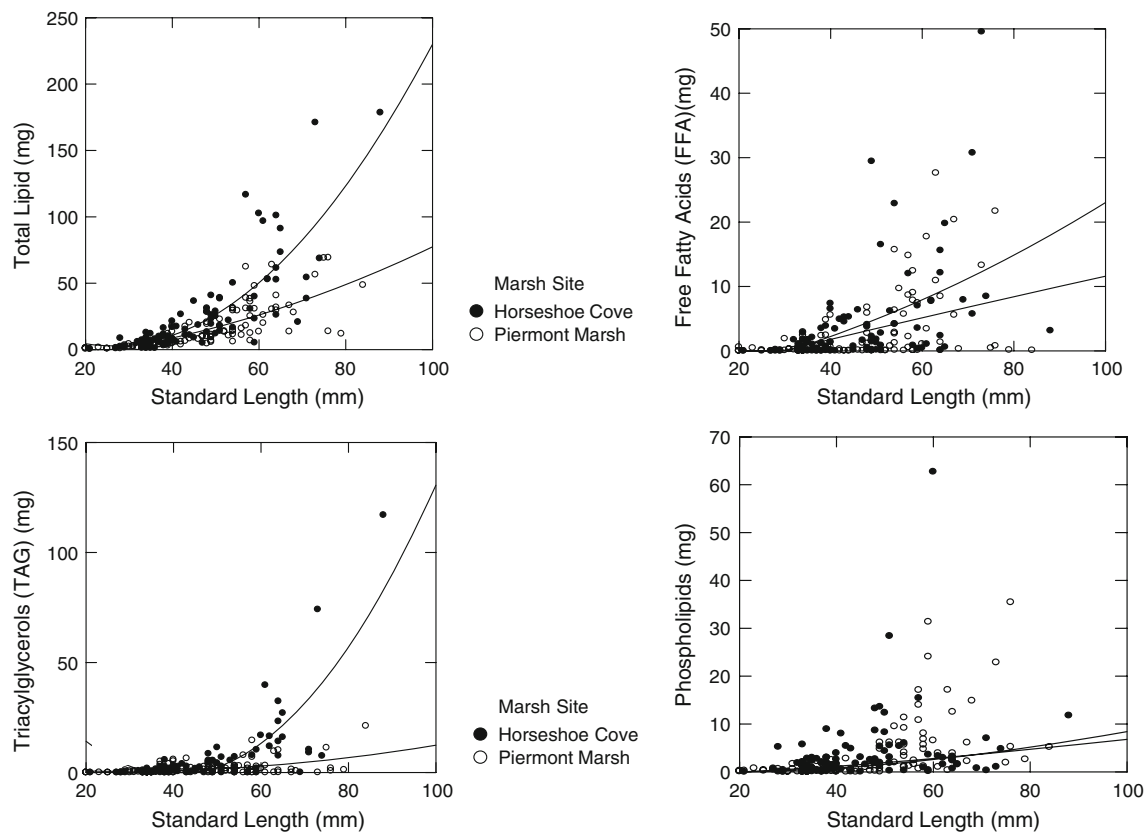 250
200
150
100
50
0
Total Lipid (mg)
20 40 60 80 100
Standard Length (mm)
Marsh Site
Horseshoe Cove
Piermont Marsh
50
40
30
20
10
0
Free Fatty Acids (FFA)(mg)
20 40 60 80 100
Standard Length (mm)
150
100
50
0
Triacylglycerols (TAG) (mg)
20 40 60 80 100
Standard Length (mm)
Marsh Site
Horseshoe Cove
Piermont Marsh
70
60
50
40
30
20
10
0
Phospholipids (mg)
20 40 60 80 100
Standard Length (mm)